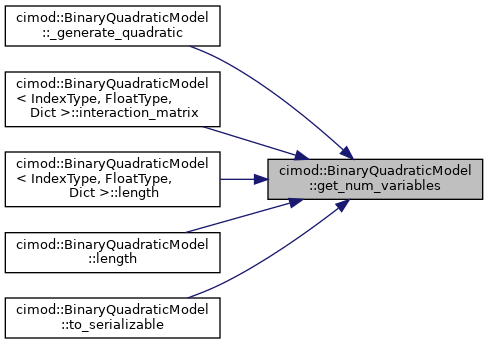 cimod::BinaryQuadraticModel
::_generate_quadratic
cimod::BinaryQuadraticModel
< IndexType, FloatType,
Dict >::interaction_matrix
cimod::BinaryQuadraticModel
< IndexType, FloatType,
Dict >::length
cimod::BinaryQuadraticModel
::length
cimod::BinaryQuadraticModel
::to_serializable
cimod::BinaryQuadraticModel
::get_num_variables